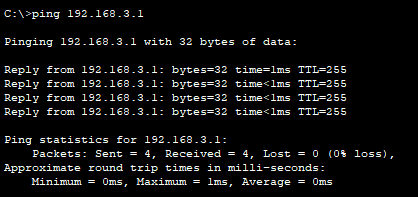 C:\>ping 192.168.3.1
Pinging 192.168.3.1 with 32 bytes of data:
Reply from 192.168.3.1: bytes=32 time=1ms TTL=255
Reply from 192.168.3.1: bytes=32 time<1ms TTL=255
Reply from 192.168.3.1: bytes=32 time<1ms TTL=255
Reply from 192.168.3.1: bytes=32 time<1ms TTL=255
Ping statistics for 192.168.3.1:
Packets: Sent = 4, Received = 4, Lost = 0 (0% loss),
Approximate round trip times in milli-seconds:
Minimum = 0ms, Maximum = 1ms, Average = 0ms